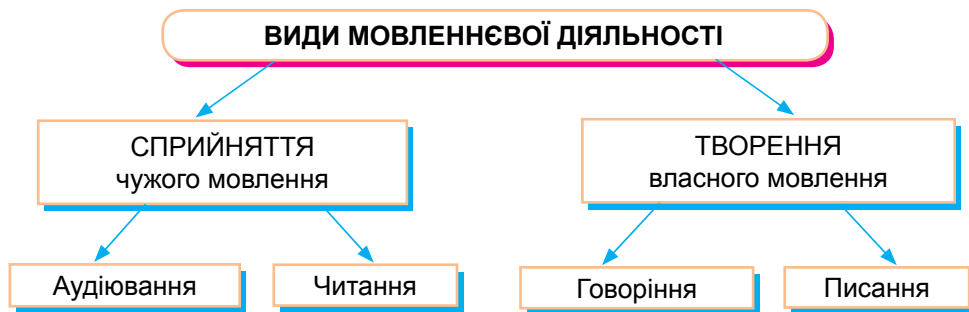 ВИДИ МОВЛЕННЄВОЇ ДІЯЛЬНОСТІ
СПРИЙНЯТТЯ
чужого мовлення
ТВОРЕННЯ
власного мовлення
Аудіювання
Читання
Говоріння
Писання